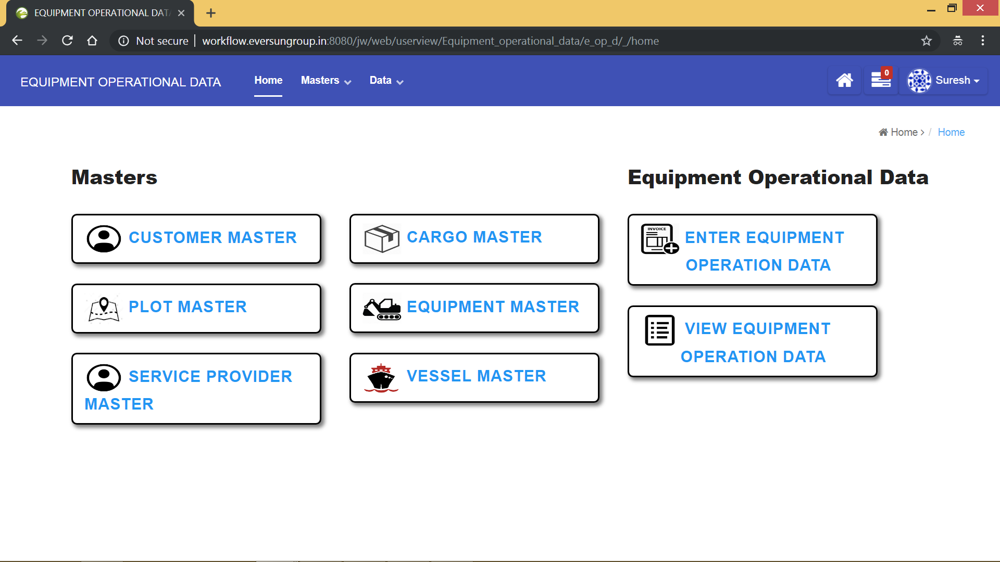 EQUIPMENT OPERATIONAL DAT
Not secure
workflow.eversungroup.in:8080/jw/web/userview/Equipment_operational_data/e_op_d/_/home
EQUIPMENT OPERATIONAL DATA
Home
Masters
Data
0
Suresh
Home > / Home
Masters
Equipment Operational Data
CUSTOMER MASTER
CARGO MASTER
INVOICE
ENTER EQUIPMENT
OPERATION DATA
PLOT MASTER
EQUIPMENT MASTER
VIEW EQUIPMENT
OPERATION DATA
SERVICE PROVIDER
MASTER
VESSEL MASTER